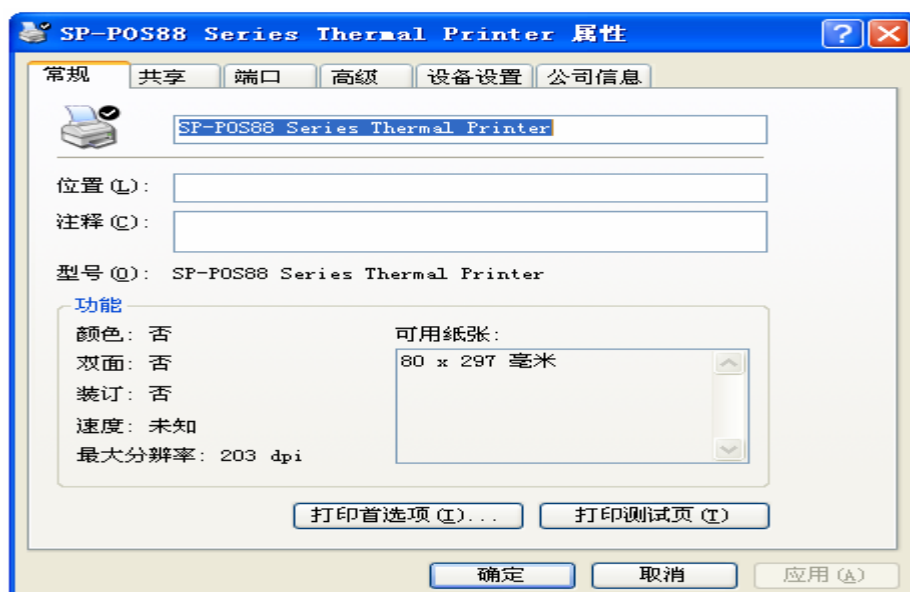 SP-POS88 Series Thermal Printer 属性
常规 共享 端口 高级 设备设置 公司信息
SP-POS88 Series Thermal Printer
位置(L):
注释(C):
型号(O): SP-POS88 Series Thermal Printer
功能
颜色: 否
双面: 否
装订: 否
速度: 未知
最大分辨率: 203 dpi
可用纸张:
80 x 297 毫米
打印首选项(I)... 打印测试页(T)
确定 取消 应用(A)